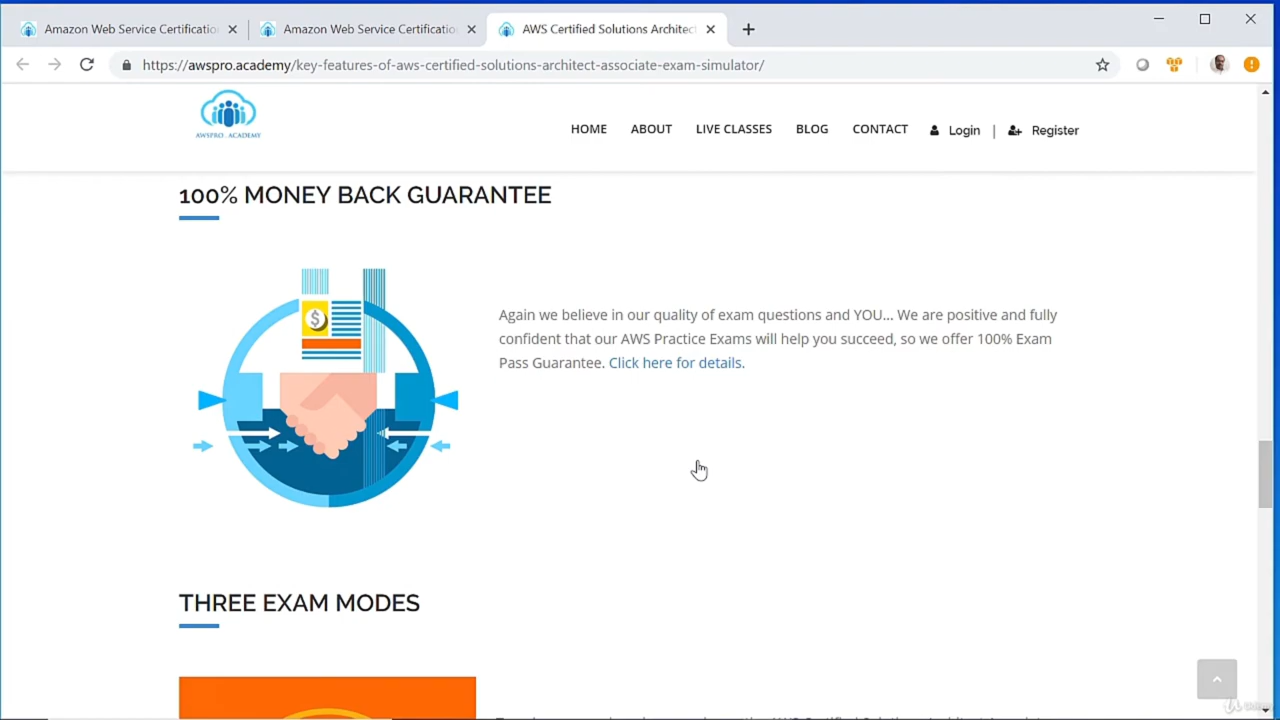 Amazon Web Service Certificatio
Amazon Web Service Certificatio
AWS Certified Solutions Architect
https://awspro.academy/key-features-of-aws-certified-solutions-architect-associate-exam-simulator/
AWSPRO . ACADEMY
HOME ABOUT LIVE CLASSES BLOG CONTACT Login | Register
100% MONEY BACK GUARANTEE
$
Again we believe in our quality of exam questions and YOU... We are positive and fully
confident that our AWS Practice Exams will help you succeed, so we offer 100% Exam
Pass Guarantee. Click here for details.
THREE EXAM MODES